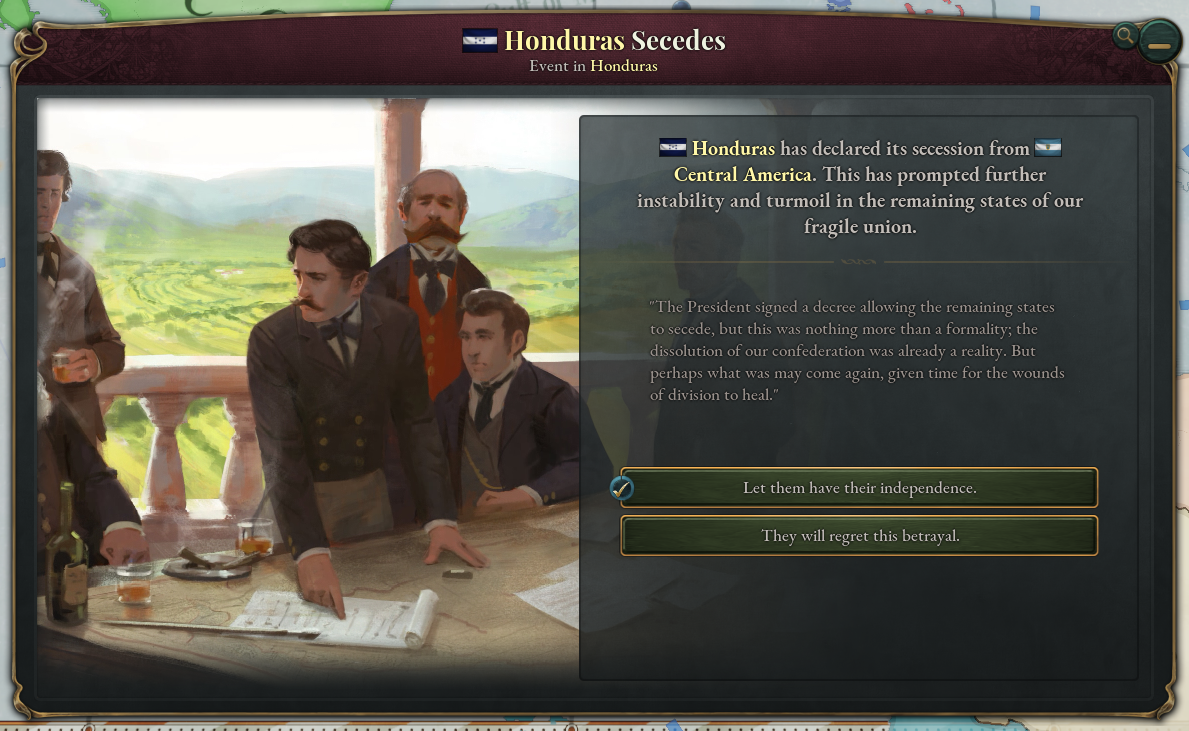 Honduras Secedes
Event in Honduras
Honduras has declared its secession from
Central America. This has prompted further
instability and turmoil in the remaining states of our
fragile union.
"The President signed a decree allowing the remaining states
to secede, but this was nothing more than a formality; the
dissolution of our confederation was already a reality. But
perhaps what was may come again, given time for the wounds
of division to heal."
Let them have their independence.
They will regret this betrayal.